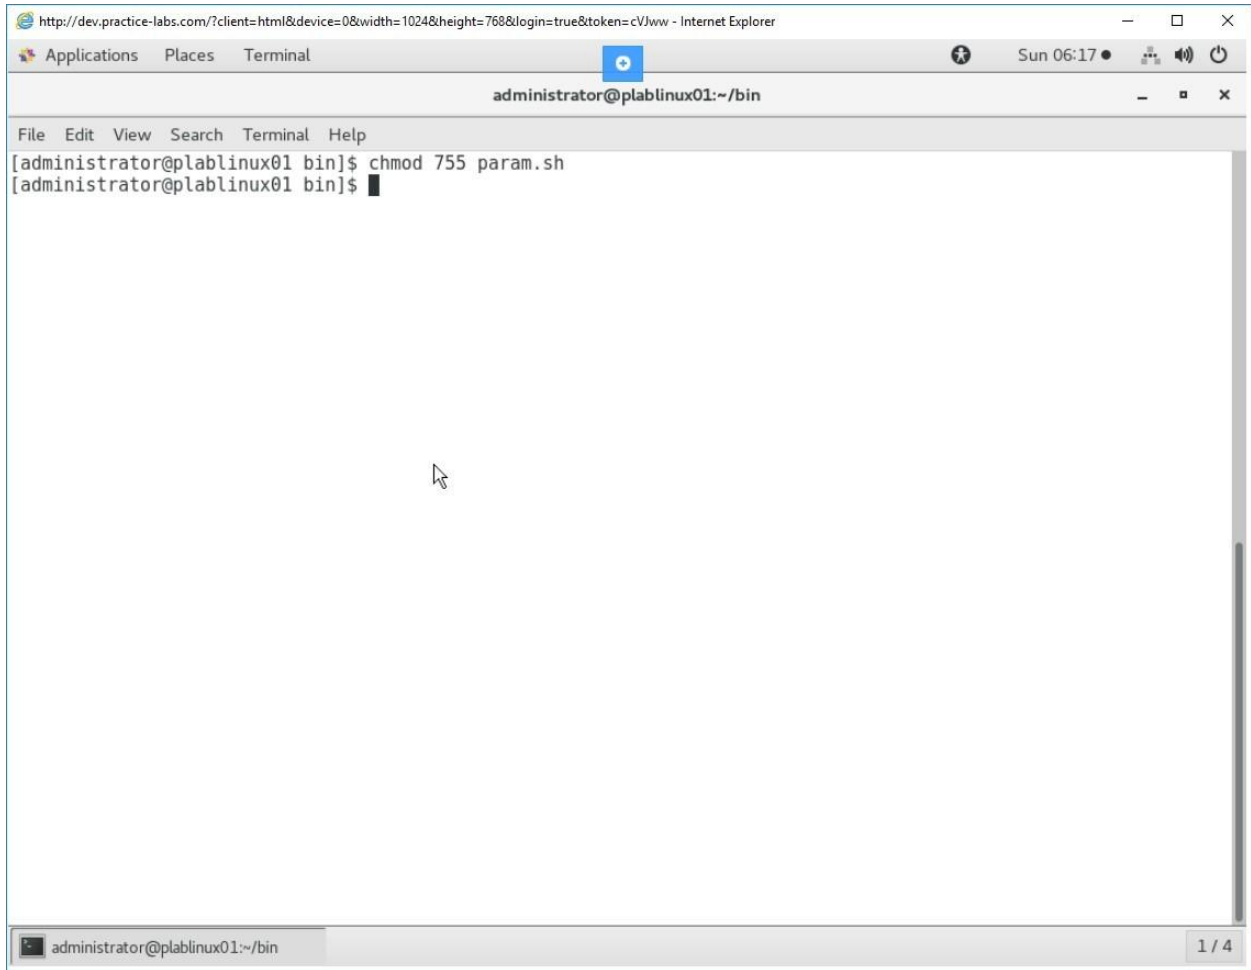 http://dev.practice-labs.com/?client=html&device=0&width=1024&height=768&login=true&token=cVJww - Internet Explorer
Applications Places Terminal Sun 06:17
administrator@plablinux01:~/bin
File Edit View Search Terminal Help
[administrator@plablinux01 bin]$ chmod 755 param.sh
[administrator@plablinux01 bin]$
administrator@plablinux01:~/bin 1 / 4